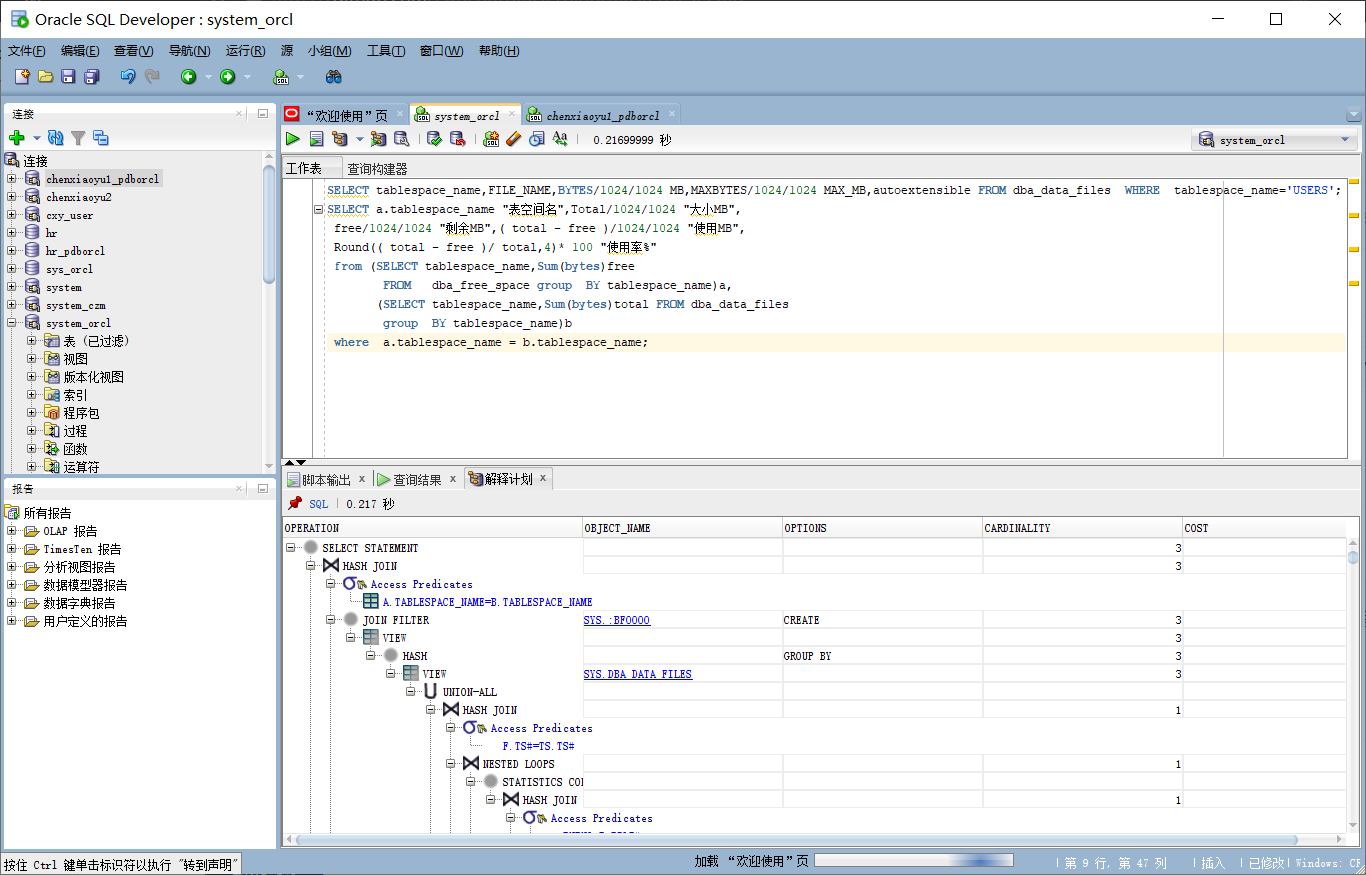 Oracle SQL Developer : system_orcl
文件(F) 编辑(E) 查看(V) 导航(N) 运行(R) 源 小组(M) 工具(T) 窗口(W) 帮助(H)
连接
连接
chenxiaoyu1_pdborcl
chenxiaoyu2
cxy_user
hr
hr_pdborcl
sys_orcl
system
system_czm
system_orcl
表 (已过滤)
视图
版本化视图
索引
程序包
过程
函数
运算符
报告
所有报告
OLAP 报告
TimesTen 报告
分析视图报告
数据模型器报告
数据字典报告
用户定义的报告
“欢迎使用”页 system_orcl chenxiaoyu1_pdborcl
0.21699999 秒 system_orcl
工作表 查询构建器
SELECT tablespace_name,FILE_NAME,BYTES/1024/1024 MB,MAXBYTES/1024/1024 MAX_MB,autoextensible FROM dba_data_files WHERE tablespace_name='USERS';
SELECT a.tablespace_name "表空间名",Total/1024/1024 "大小MB",
free/1024/1024 "剩余MB",( total - free )/1024/1024 "使用MB",
Round(( total - free )/ total,4)* 100 "使用率%"
from (SELECT tablespace_name,Sum(bytes)free
FROM dba_free_space group BY tablespace_name)a,
(SELECT tablespace_name,Sum(bytes)total FROM dba_data_files
group BY tablespace_name)b
where a.tablespace_name = b.tablespace_name;
脚本输出 查询结果 解释计划
SQL 0.217 秒
OPERATION OBJECT_NAME OPTIONS CARDINALITY COST
SELECT STATEMENT 3
HASH JOIN 3
Access Predicates
A.TABLESPACE_NAME=B.TABLESPACE_NAME
JOIN FILTER SYS.:BF0000 CREATE 3
VIEW 3
HASH GROUP BY 3
VIEW SYS.DBA_DATA_FILES 3
UNION-ALL
HASH JOIN 1
Access Predicates
F.TS#=TS.TS#
NESTED LOOPS 1
STATISTICS COI
HASH JOIN 1
Access Predicates
按住 Ctrl 键单击标识符以执行 "转到声明" 加载 “欢迎使用”页 第 9 行, 第 47 列 插入 已修改 Windows: CF